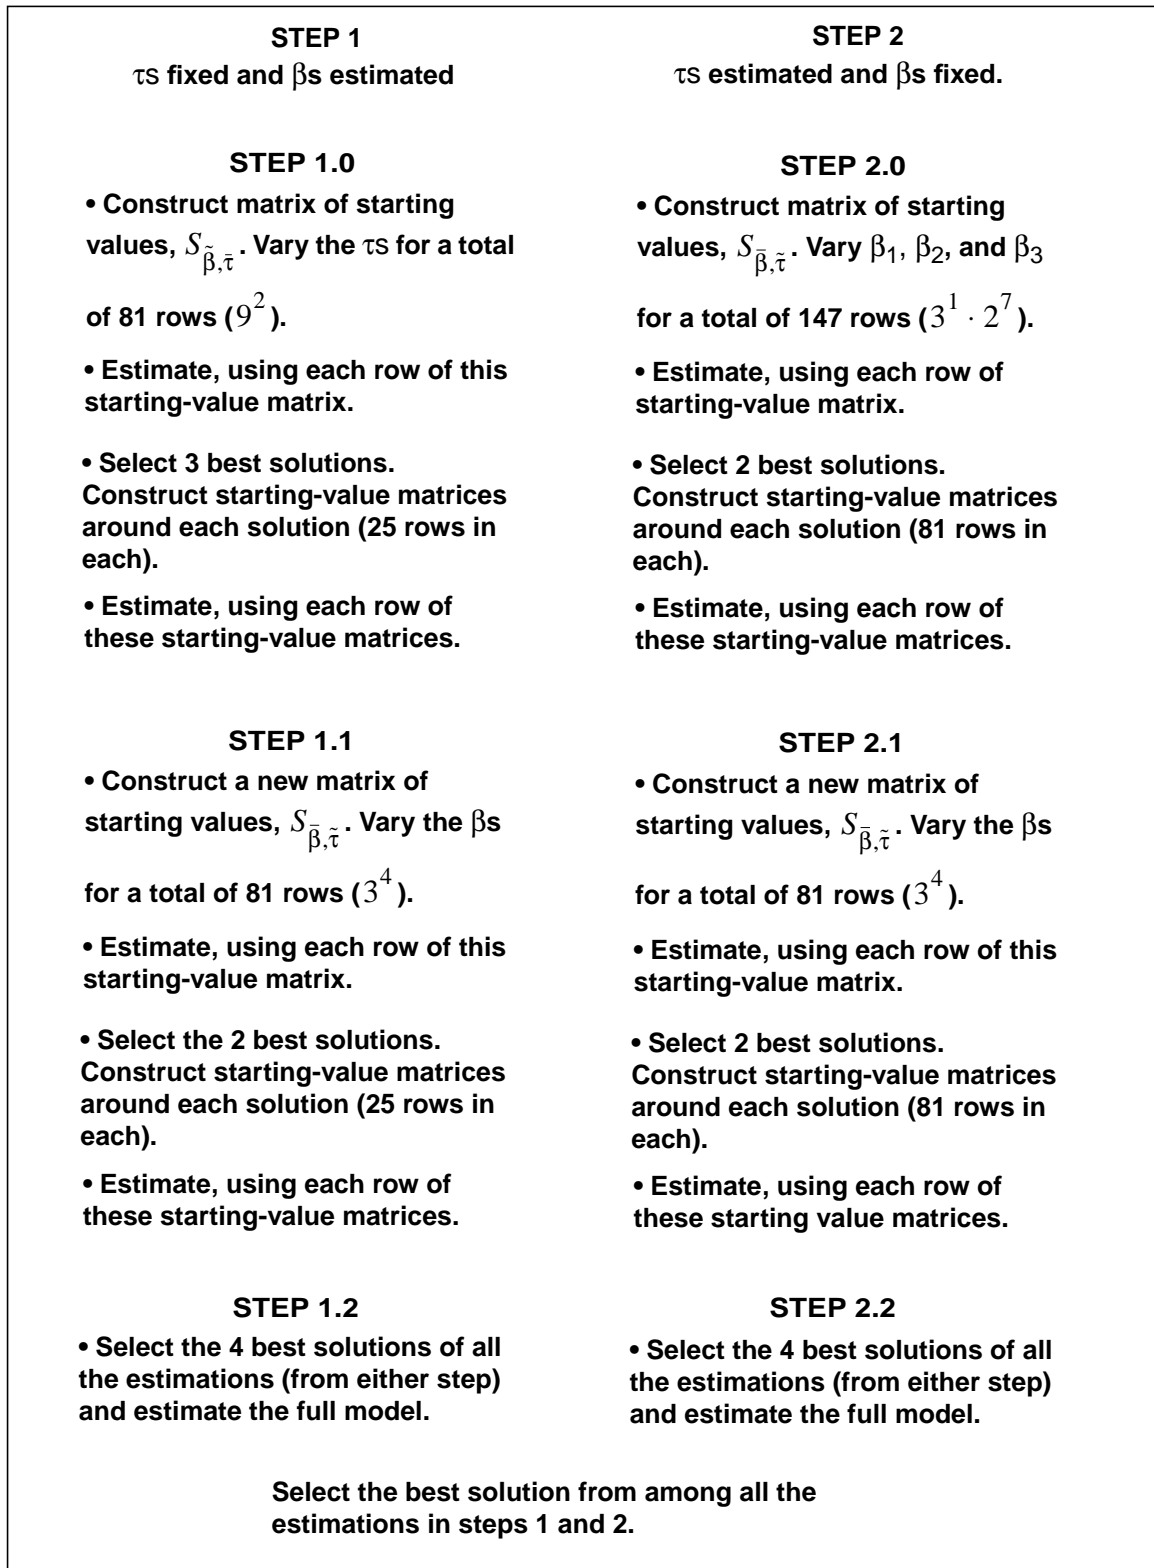 STEP 1
τs fixed and βs estimated
STEP 1.0
• Construct matrix of starting
values, S_{β̃,τ̄}. Vary the τs for a total
of 81 rows (9^2).
• Estimate, using each row of this
starting-value matrix.
• Select 3 best solutions.
Construct starting-value matrices
around each solution (25 rows in
each).
• Estimate, using each row of
these starting-value matrices.
STEP 1.1
• Construct a new matrix of
starting values, S_{β̄,τ̃}. Vary the βs
for a total of 81 rows (3^4).
• Estimate, using each row of this
starting-value matrix.
• Select the 2 best solutions.
Construct starting-value matrices
around each solution (25 rows in
each).
• Estimate, using each row of
these starting-value matrices.
STEP 1.2
• Select the 4 best solutions of all
the estimations (from either step)
and estimate the full model.
STEP 2
τs estimated and βs fixed.
STEP 2.0
• Construct matrix of starting
values, S_{β̄,τ̃}. Vary β1, β2, and β3
for a total of 147 rows (3^1 · 2^7).
• Estimate, using each row of
starting-value matrix.
• Select 2 best solutions.
Construct starting-value matrices
around each solution (81 rows in
each).
• Estimate, using each row of
these starting-value matrices.
STEP 2.1
• Construct a new matrix of
starting values, S_{β̄,τ̃}. Vary the βs
for a total of 81 rows (3^4).
• Estimate, using each row of this
starting-value matrix.
• Select 2 best solutions.
Construct starting-value matrices
around each solution (81 rows in
each).
• Estimate, using each row of
these starting value matrices.
STEP 2.2
• Select the 4 best solutions of all
the estimations (from either step)
and estimate the full model.
Select the best solution from among all the
estimations in steps 1 and 2.